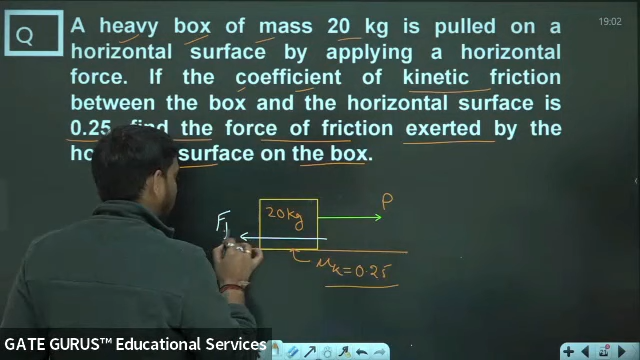 Q
19:02
A heavy box of mass 20 kg is pulled on a
horizontal surface by applying a horizontal
force. If the coefficient of kinetic friction
between the box and the horizontal surface is
0.25, find the force of friction exerted by the
surface on the box.
P
20kg
F
μk=0.25
GATE GURUS™ Educational Services